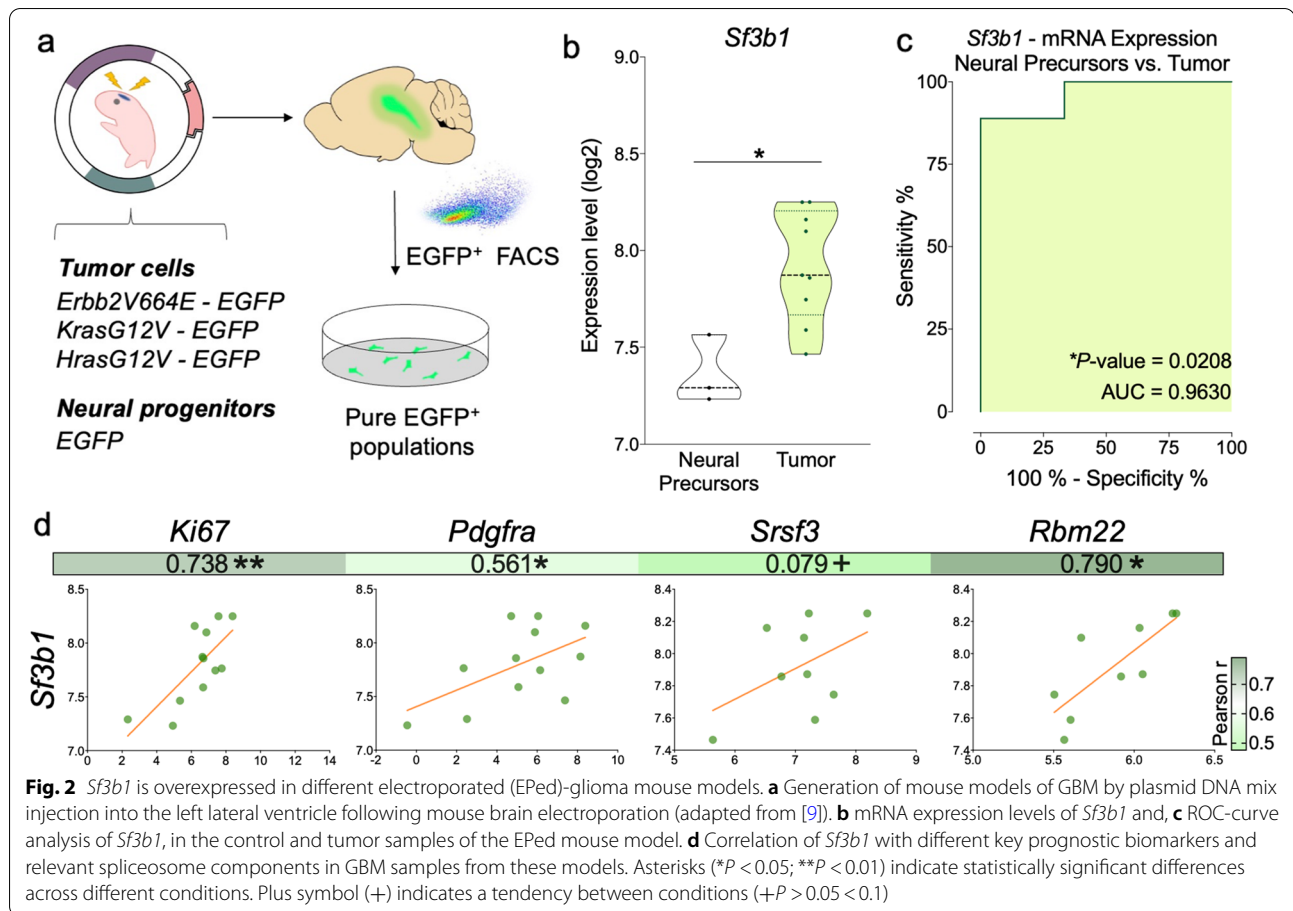 a
Tumor cells
Erbb2V664E - EGFP
KrasG12V - EGFP
HrasG12V - EGFP
Neural progenitors
EGFP
EGFP+ FACS
Pure EGFP+
populations
b
Sf3b1
Expression level (log2)
9.0
8.5
8.0
7.5
7.0
*
Neural
Precursors
Tumor
c
Sf3b1 - mRNA Expression
Neural Precursors vs. Tumor
Sensitivity %
100
75
50
25
0
*P-value = 0.0208
AUC = 0.9630
0 25 50 75 100
100 % - Specificity %
d
Ki67 Pdgfra Srsf3 Rbm22
0.738 ** 0.561* 0.079 + 0.790 *
Sf3b1
8.5
8.0
7.5
7.0
0 2 4 6 8 10 12 14
8.5
8.0
7.5
7.0
-2 0 2 4 6 8 10
8.4
8.2
8.0
7.8
7.6
7.4
5 6 7 8 9
8.4
8.2
8.0
7.8
7.6
7.4
5.0 5.5 6.0 6.5
Pearson r
0.7
0.6
0.5
Fig. 2 Sf3b1 is overexpressed in different electroporated (EPed)-glioma mouse models. a Generation of mouse models of GBM by plasmid DNA mix
injection into the left lateral ventricle following mouse brain electroporation (adapted from [9]). b mRNA expression levels of Sf3b1 and, c ROC-curve
analysis of Sf3b1, in the control and tumor samples of the EPed mouse model. d Correlation of Sf3b1 with different key prognostic biomarkers and
relevant spliceosome components in GBM samples from these models. Asterisks (*P < 0.05; **P < 0.01) indicate statistically significant differences
across different conditions. Plus symbol (+) indicates a tendency between conditions (+P > 0.05 < 0.1)